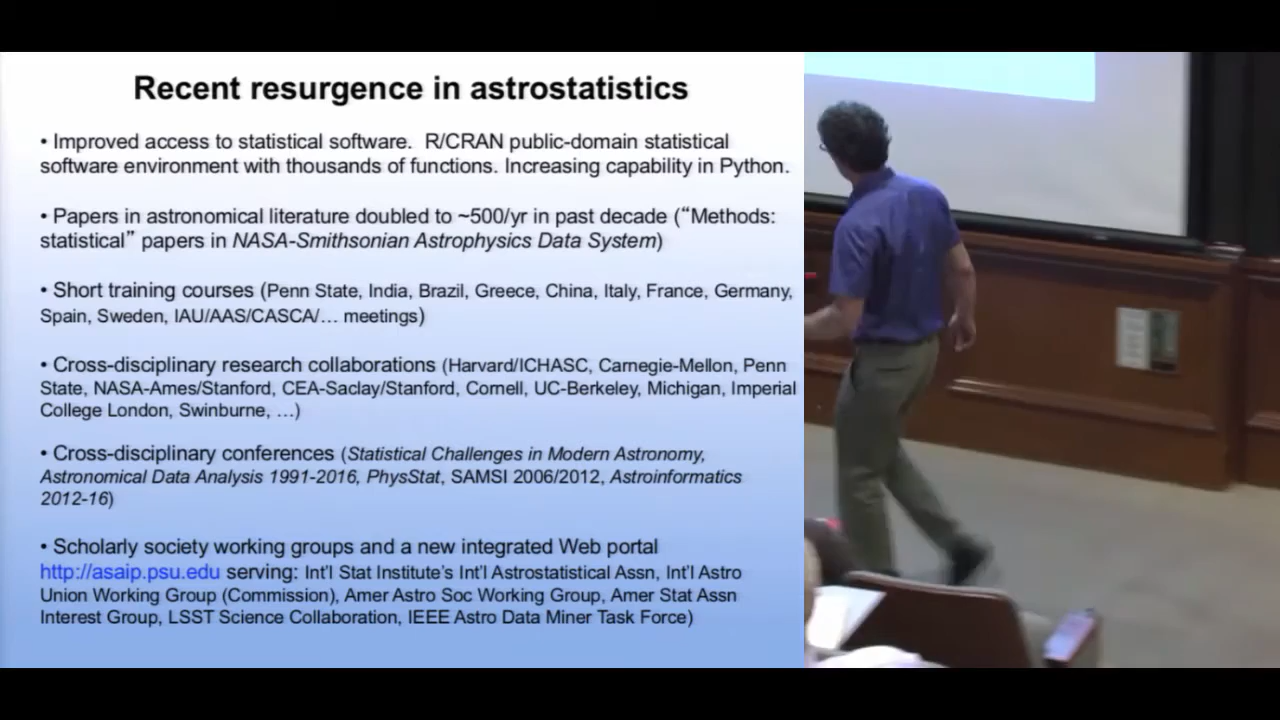 Recent resurgence in astrostatistics
• Improved access to statistical software.  R/CRAN public-domain statistical
software environment with thousands of functions. Increasing capability in Python.
• Papers in astronomical literature doubled to ~500/yr in past decade (“Methods:
statistical” papers in NASA-Smithsonian Astrophysics Data System)
• Short training courses (Penn State, India, Brazil, Greece, China, Italy, France, Germany,
Spain, Sweden, IAU/AAS/CASCA/… meetings)
• Cross-disciplinary research collaborations (Harvard/ICHASC, Carnegie-Mellon, Penn
State, NASA-Ames/Stanford, CEA-Saclay/Stanford, Cornell, UC-Berkeley, Michigan, Imperial
College London, Swinburne, …)
• Cross-disciplinary conferences (Statistical Challenges in Modern Astronomy,
Astronomical Data Analysis 1991-2016, PhysStat, SAMSI 2006/2012, Astroinformatics
2012-16)
• Scholarly society working groups and a new integrated Web portal
http://asaip.psu.edu serving: Int’l Stat Institute’s Int’l Astrostatistical Assn, Int’l Astro
Union Working Group (Commission), Amer Astro Soc Working Group, Amer Stat Assn
Interest Group, LSST Science Collaboration, IEEE Astro Data Miner Task Force)